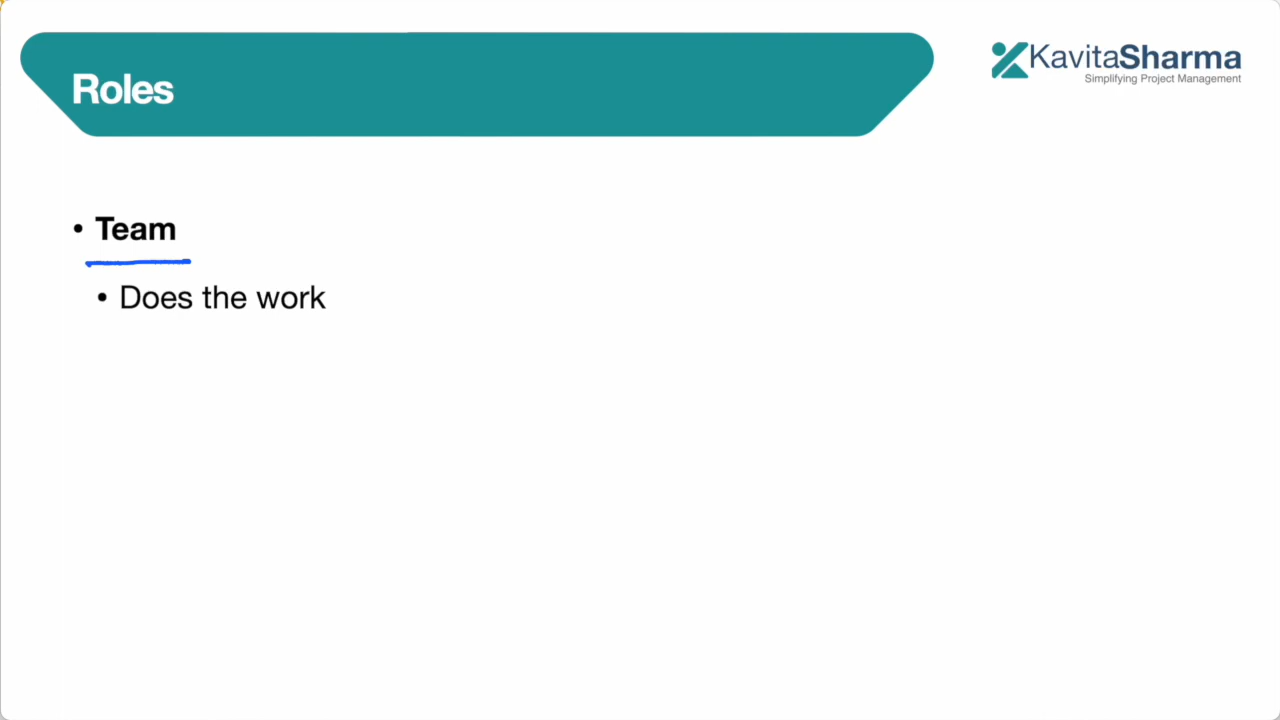 Roles
KavitaSharma
Simplifying Project Management
• Team
• Does the work